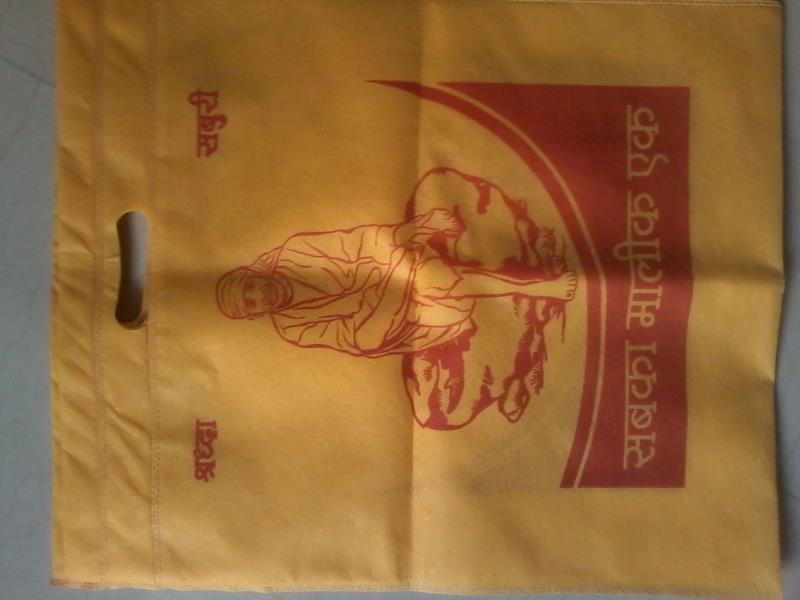 श्रध्दा सबुरी
सबका मालीक एक